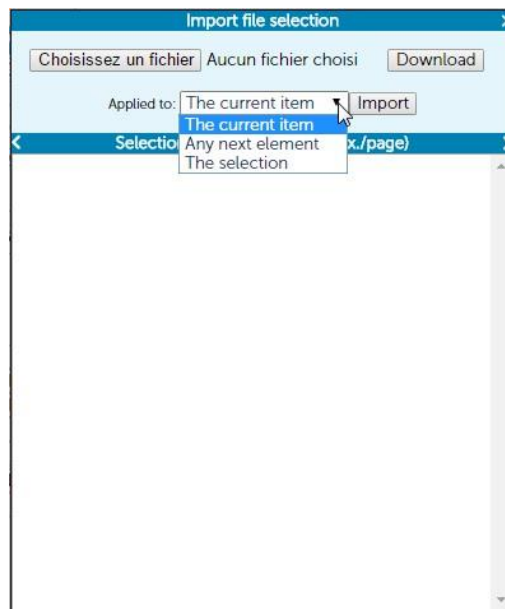 Import file selection
Choisissez un fichier Aucun fichier choisi Download
Applied to: The current item Import
The current item
Selection x./page)
Any next element
The selection